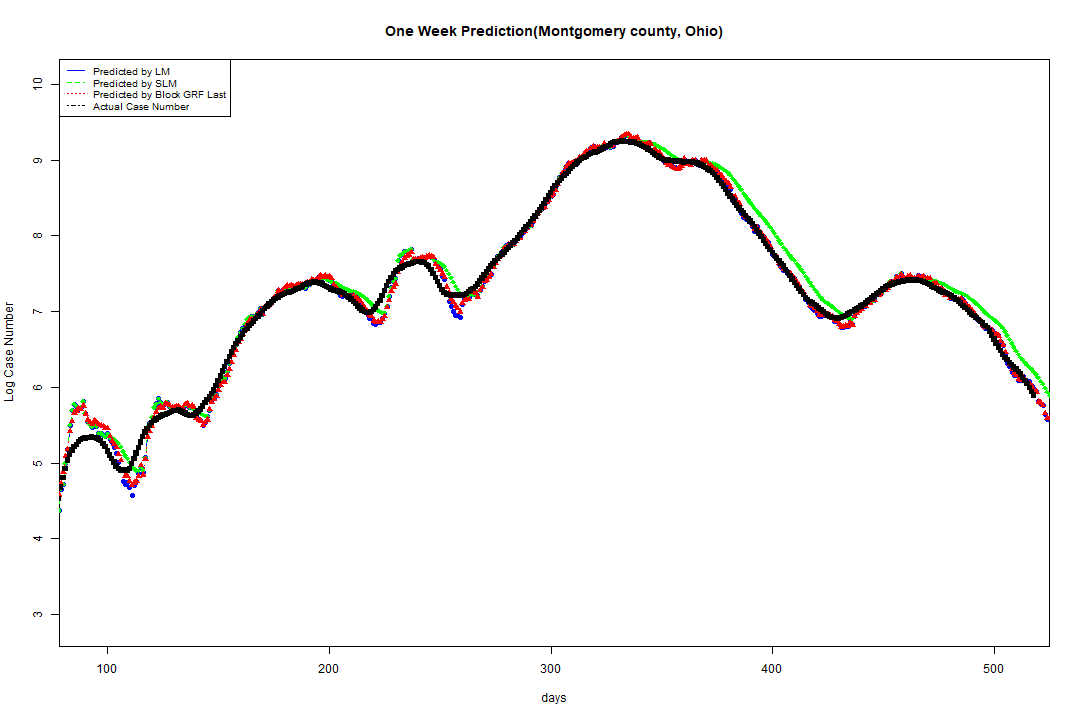 One Week Prediction(Montgomery county, Ohio)
Predicted by LM
Predicted by SLM
Predicted by Block GRF Last
Actual Case Number
10
9
8
7
6
5
4
3
Log Case Number
100 200 300 400 500
days